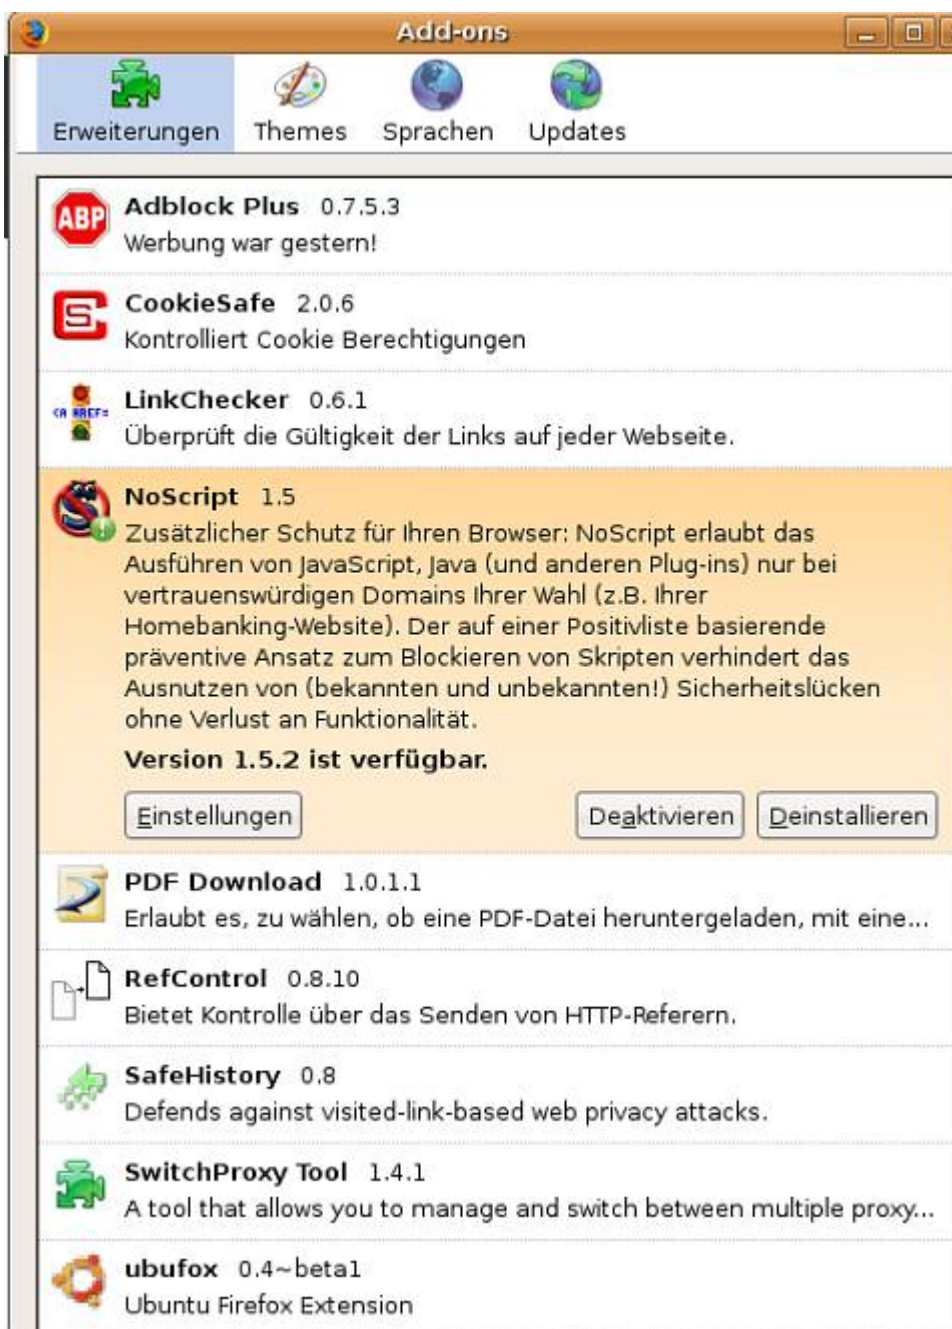 Add-ons
Erweiterungen Themes Sprachen Updates
ABP
Adblock Plus 0.7.5.3
Werbung war gestern!
S
CookieSafe 2.0.6
Kontrolliert Cookie Berechtigungen
<A HREF=
LinkChecker 0.6.1
Überprüft die Gültigkeit der Links auf jeder Webseite.
NoScript 1.5
Zusätzlicher Schutz für Ihren Browser: NoScript erlaubt das
Ausführen von JavaScript, Java (und anderen Plug-ins) nur bei
vertrauenswürdigen Domains Ihrer Wahl (z.B. Ihrer
Homebanking-Website). Der auf einer Positivliste basierende
präventive Ansatz zum Blockieren von Skripten verhindert das
Ausnutzen von (bekannten und unbekannten!) Sicherheitslücken
ohne Verlust an Funktionalität.
Version 1.5.2 ist verfügbar.
Einstellungen Deaktivieren Deinstallieren
PDF Download 1.0.1.1
Erlaubt es, zu wählen, ob eine PDF-Datei heruntergeladen, mit eine...
RefControl 0.8.10
Bietet Kontrolle über das Senden von HTTP-Referern.
SafeHistory 0.8
Defends against visited-link-based web privacy attacks.
SwitchProxy Tool 1.4.1
A tool that allows you to manage and switch between multiple proxy...
ubufox 0.4~beta1
Ubuntu Firefox Extension